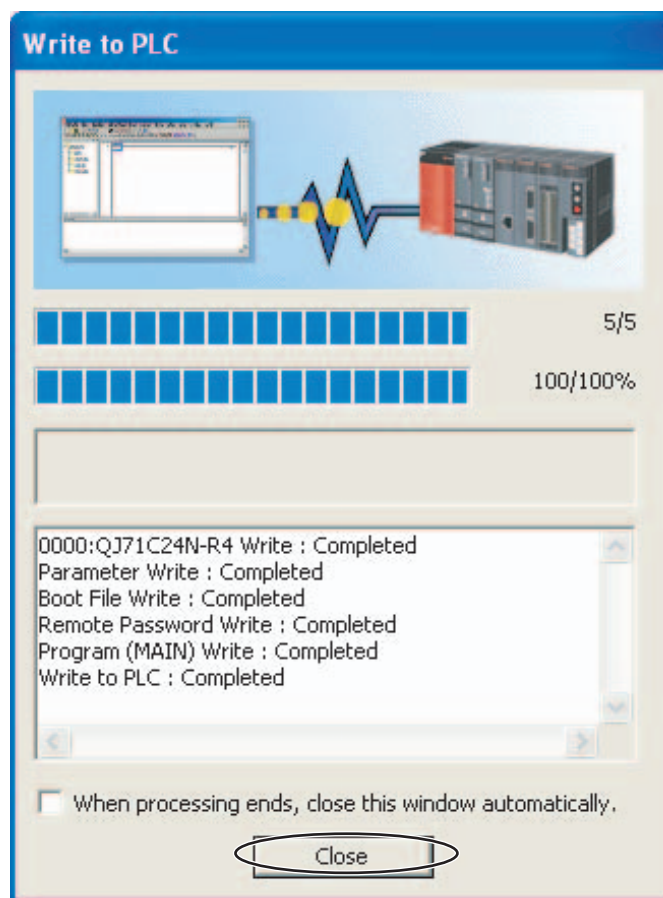 Write to PLC
5/5
100/100%
0000:QJ71C24N-R4 Write : Completed
Parameter Write : Completed
Boot File Write : Completed
Remote Password Write : Completed
Program (MAIN) Write : Completed
Write to PLC : Completed
When processing ends, close this window automatically.
Close